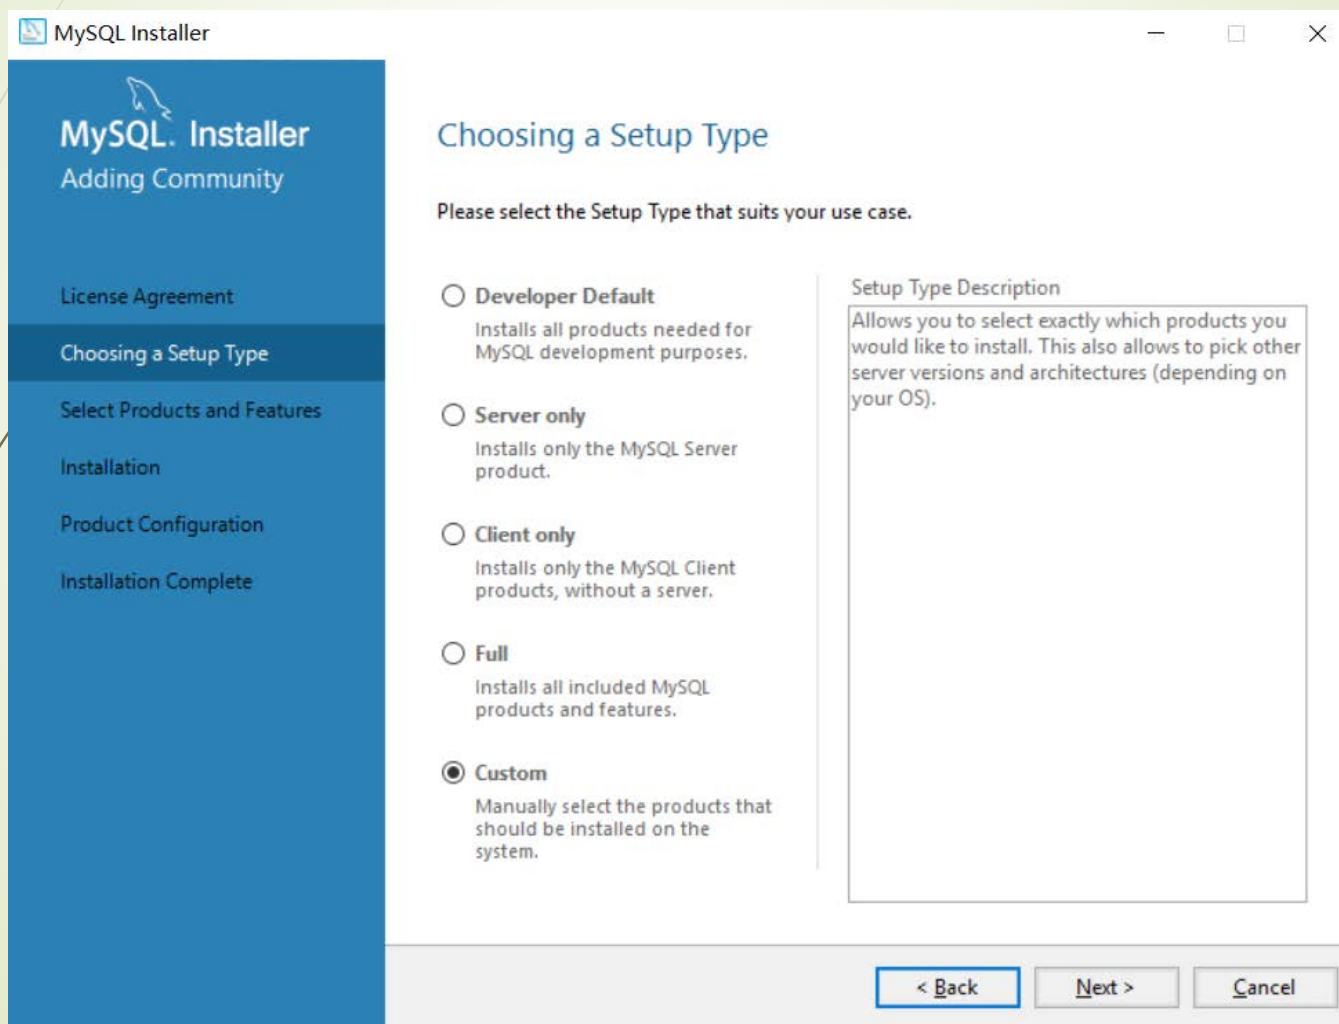 MySQL Installer
MySQL. Installer
Adding Community
License Agreement
Choosing a Setup Type
Select Products and Features
Installation
Product Configuration
Installation Complete
Choosing a Setup Type
Please select the Setup Type that suits your use case.
Developer Default
Installs all products needed for
MySQL development purposes.
Server only
Installs only the MySQL Server
product.
Client only
Installs only the MySQL Client
products, without a server.
Full
Installs all included MySQL
products and features.
Custom
Manually select the products that
should be installed on the
system.
Setup Type Description
Allows you to select exactly which products you
would like to install. This also allows to pick other
server versions and architectures (depending on
your OS).
< Back
Next >
Cancel